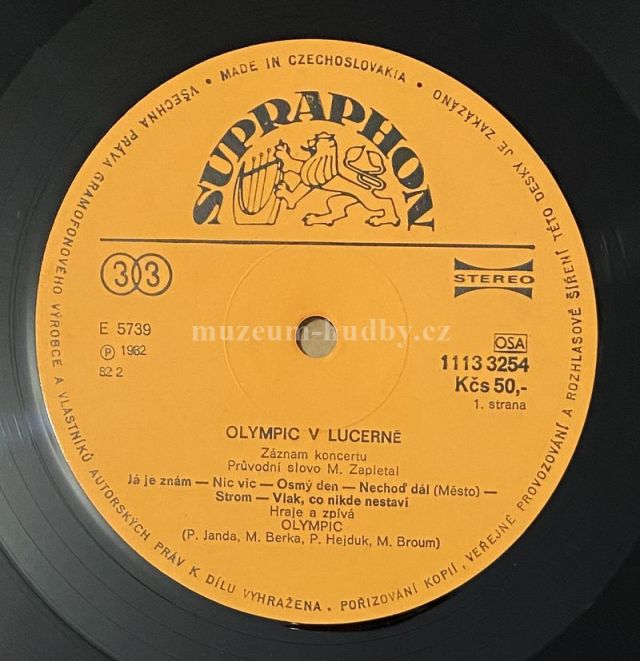 VŠECHNA PRÁVA GRAMOFONOVÉHO VÝROBCE A VLASTNÍKŮ AUTORSKÝCH PRÁV K DÍLU VYHRAŽENA. POŘIZOVÁNÍ KOPIÍ, VEŘEJNÉ PROVOZOVÁNÍ A ROZHLASOVÉ ŠÍŘENÍ TÉTO DESKY JE ZAKÁZÁNO
• MADE IN CZECHOSLOVAKIA •
SUPRAPHON
33
STEREO
E 5739
℗ 1982
82 2
muzeum-hudby.cz
OSA
1113 3254
Kčs 50,-
1. strana
OLYMPIC V LUCERNĚ
Záznam koncertu
Průvodní slovo M. Zapletal
Já je znám — Nic víc — Osmý den — Nechoď dál (Město) —
Strom — Vlak, co nikde nestaví
Hraje a zpívá
OLYMPIC
(P. Janda, M. Berka, P. Hejduk, M. Broum)